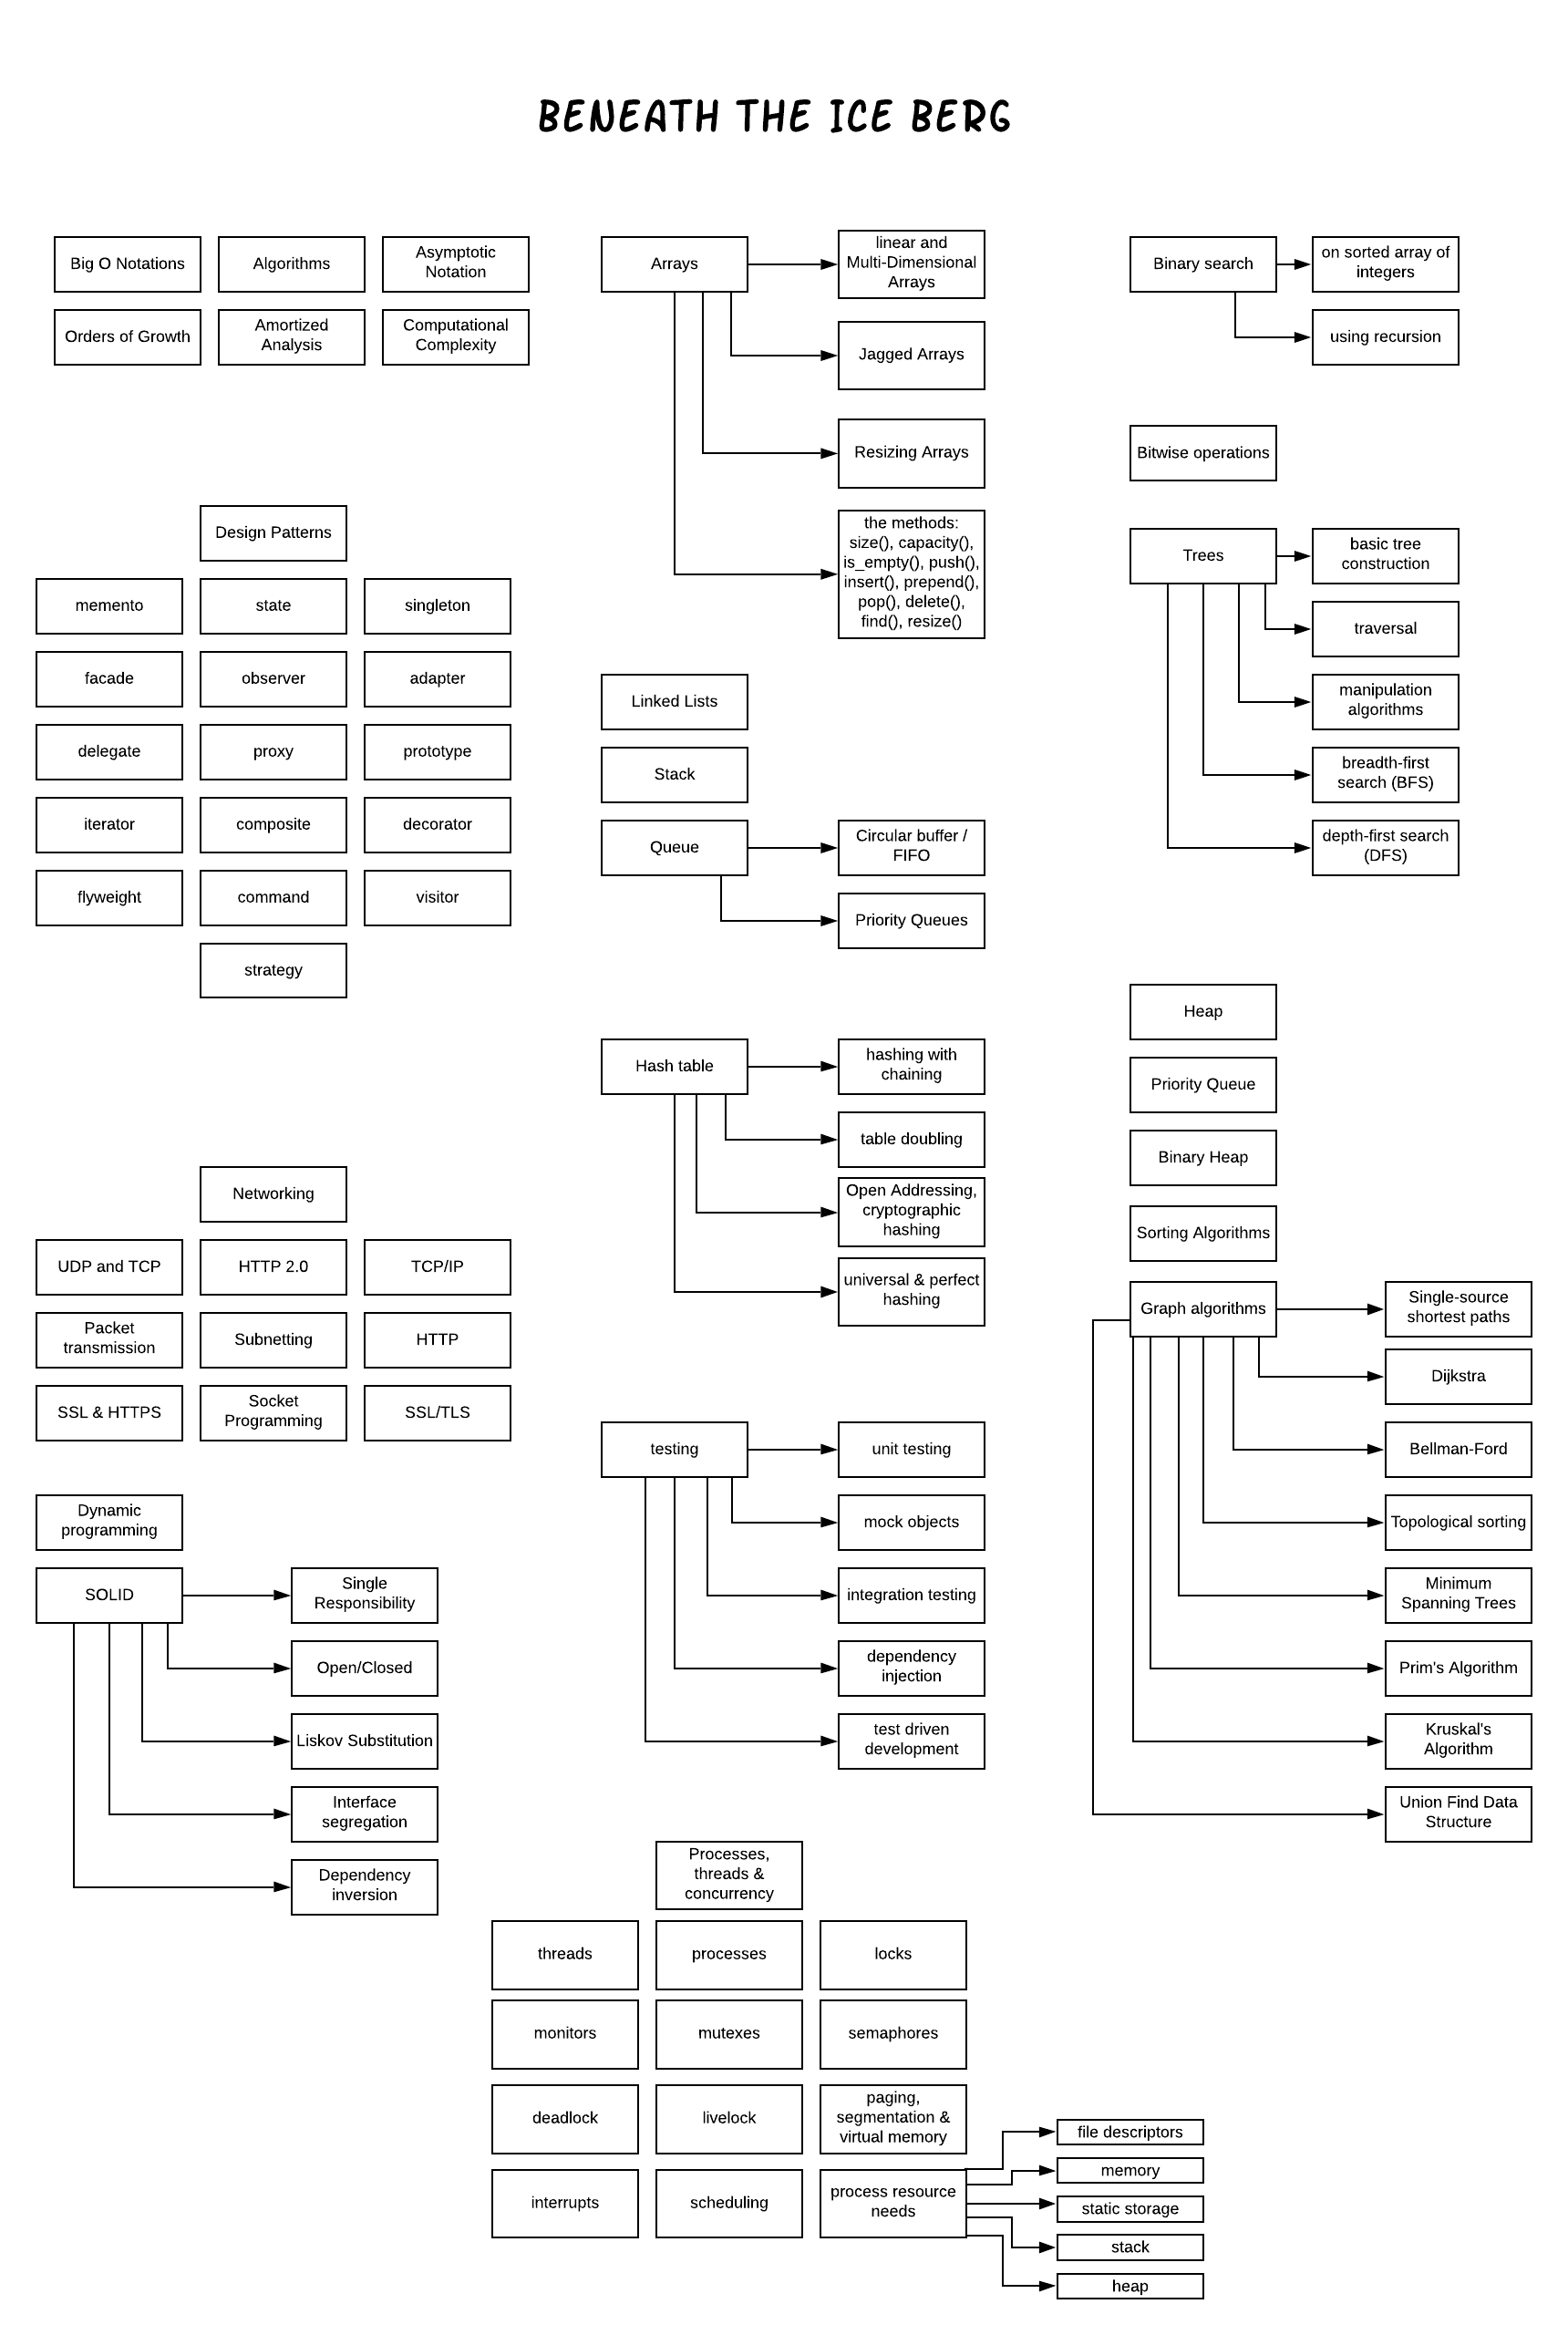 BENEATH THE ICE BERG
Big O Notations
Algorithms
Asymptotic
Notation
Orders of Growth
Amortized
Analysis
Computational
Complexity
Design Patterns
memento
state
singleton
facade
observer
adapter
delegate
proxy
prototype
iterator
composite
decorator
flyweight
command
visitor
strategy
Networking
UDP and TCP
HTTP 2.0
TCP/IP
Packet
transmission
Subnetting
HTTP
SSL & HTTPS
Socket
Programming
SSL/TLS
Dynamic
programming
SOLID
Single
Responsibility
Open/Closed
Liskov Substitution
Interface
segregation
Dependency
inversion
Arrays
linear and
Multi-Dimensional
Arrays
Jagged Arrays
Resizing Arrays
the methods:
size(), capacity(),
is_empty(), push(),
insert(), prepend(),
pop(), delete(),
find(), resize()
Linked Lists
Stack
Queue
Circular buffer /
FIFO
Priority Queues
Hash table
hashing with
chaining
table doubling
Open Addressing,
cryptographic
hashing
universal & perfect
hashing
testing
unit testing
mock objects
integration testing
dependency
injection
test driven
development
Binary search
on sorted array of
integers
using recursion
Bitwise operations
Trees
basic tree
construction
traversal
manipulation
algorithms
breadth-first
search (BFS)
depth-first search
(DFS)
Heap
Priority Queue
Binary Heap
Sorting Algorithms
Graph algorithms
Single-source
shortest paths
Dijkstra
Bellman-Ford
Topological sorting
Minimum
Spanning Trees
Prim's Algorithm
Kruskal's
Algorithm
Union Find Data
Structure
Processes,
threads &
concurrency
threads
processes
locks
monitors
mutexes
semaphores
deadlock
livelock
paging,
segmentation &
virtual memory
interrupts
scheduling
process resource
needs
file descriptors
memory
static storage
stack
heap